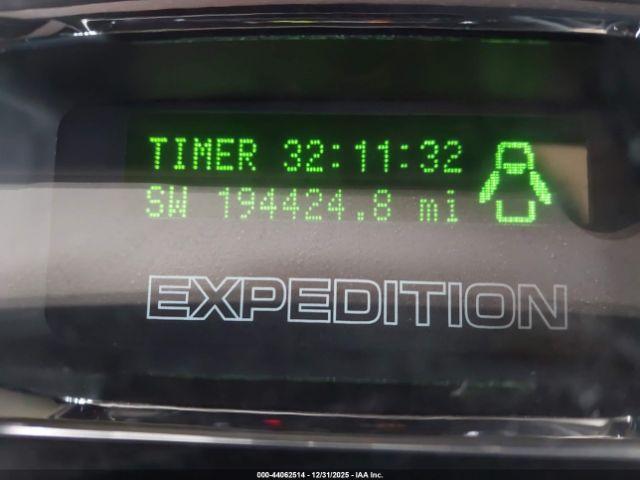 TIMER 32:11:32
SW 194424.8 mi
EXPEDITION
000-44062514 - 12/31/2025 - © IAA Inc.